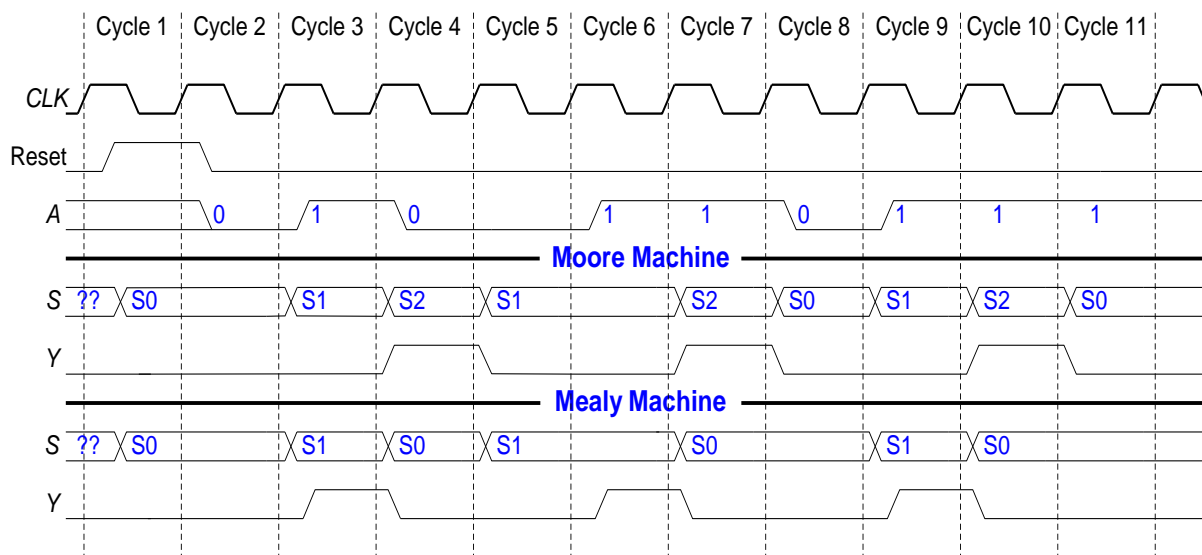 Cycle 1 Cycle 2 Cycle 3 Cycle 4 Cycle 5 Cycle 6 Cycle 7 Cycle 8 Cycle 9 Cycle 10 Cycle 11
CLK
Reset
A 0 1 0 1 1 0 1 1 1
Moore Machine
S ?? S0 S1 S2 S1 S2 S0 S1 S2 S0
Y
Mealy Machine
S ?? S0 S1 S0 S1 S0 S1 S0
Y